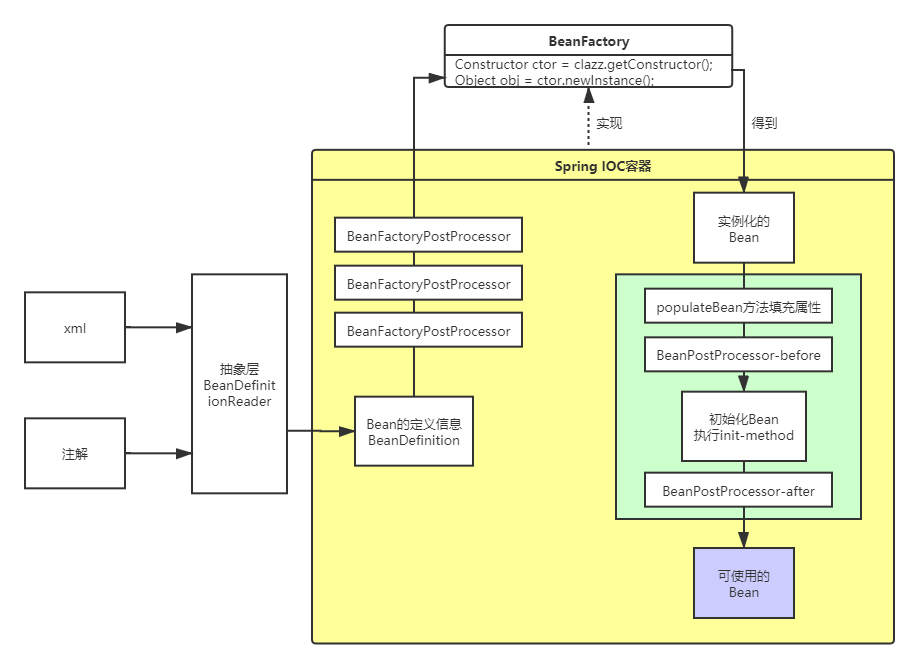 BeanFactory
Constructor ctor = clazz.getConstructor();
Object obj = ctor.newInstance();
实现
得到
Spring IOC容器
xml
注解
抽象层
BeanDefinit
ionReader
Bean的定义信息
BeanDefinition
BeanFactoryPostProcessor
BeanFactoryPostProcessor
BeanFactoryPostProcessor
实例化的
Bean
populateBean方法填充属性
BeanPostProcessor-before
初始化Bean
执行init-method
BeanPostProcessor-after
可使用的
Bean